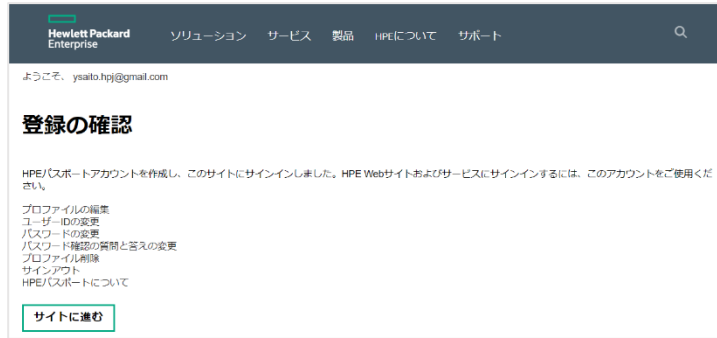 Hewlett Packard
Enterprise
ソリューション サービス 製品 HPEについて サポート
ようこそ、 ysaito.hpj@gmail.com
登録の確認
HPEパスポートアカウントを作成し、このサイトにサインインしました。HPE Webサイトおよびサービスにサインインするには、このアカウントをご使用くだ
さい。
プロファイルの編集
ユーザーIDの変更
パスワードの変更
パスワード確認の質問と答えの変更
プロファイル削除
サインアウト
HPEパスポートについて
サイトに進む